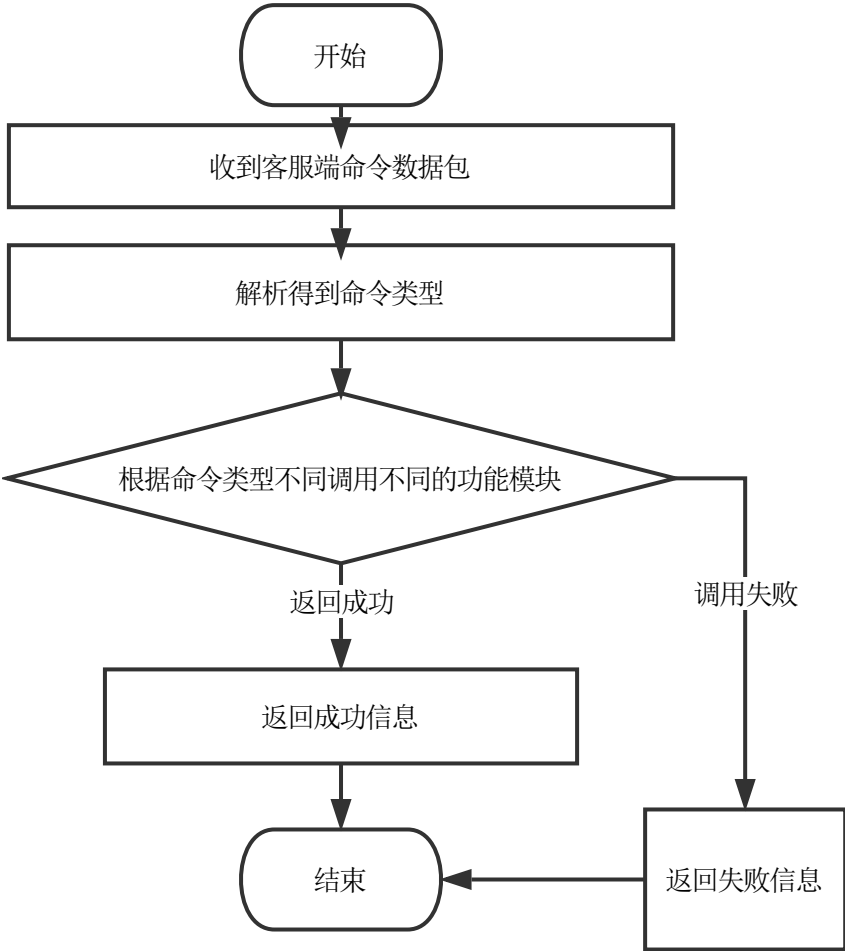 开始
收到客服端命令数据包
解析得到命令类型
根据命令类型不同调用不同的功能模块
返回成功
调用失败
返回成功信息
结束
返回失败信息